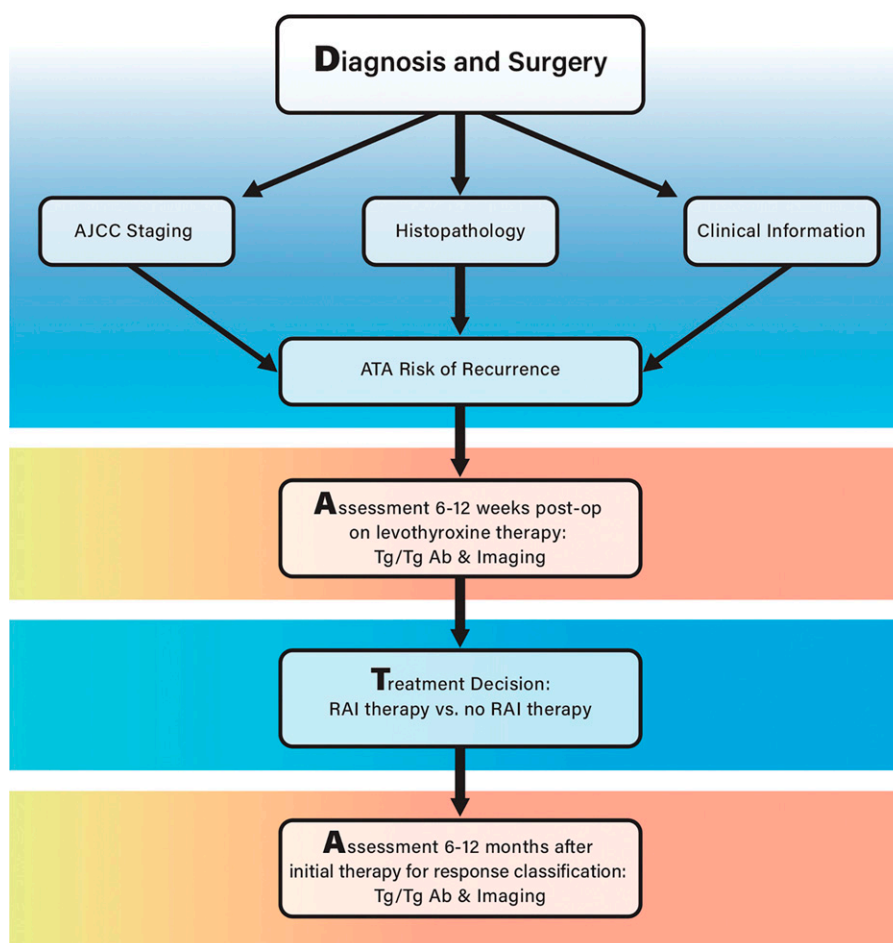 Diagnosis and Surgery
AJCC Staging
Histopathology
Clinical Information
ATA Risk of Recurrence
Assessment 6-12 weeks post-op
on levothyroxine therapy:
Tg/Tg Ab & Imaging
Treatment Decision:
RAI therapy vs. no RAI therapy
Assessment 6-12 months after
initial therapy for response classification:
Tg/Tg Ab & Imaging